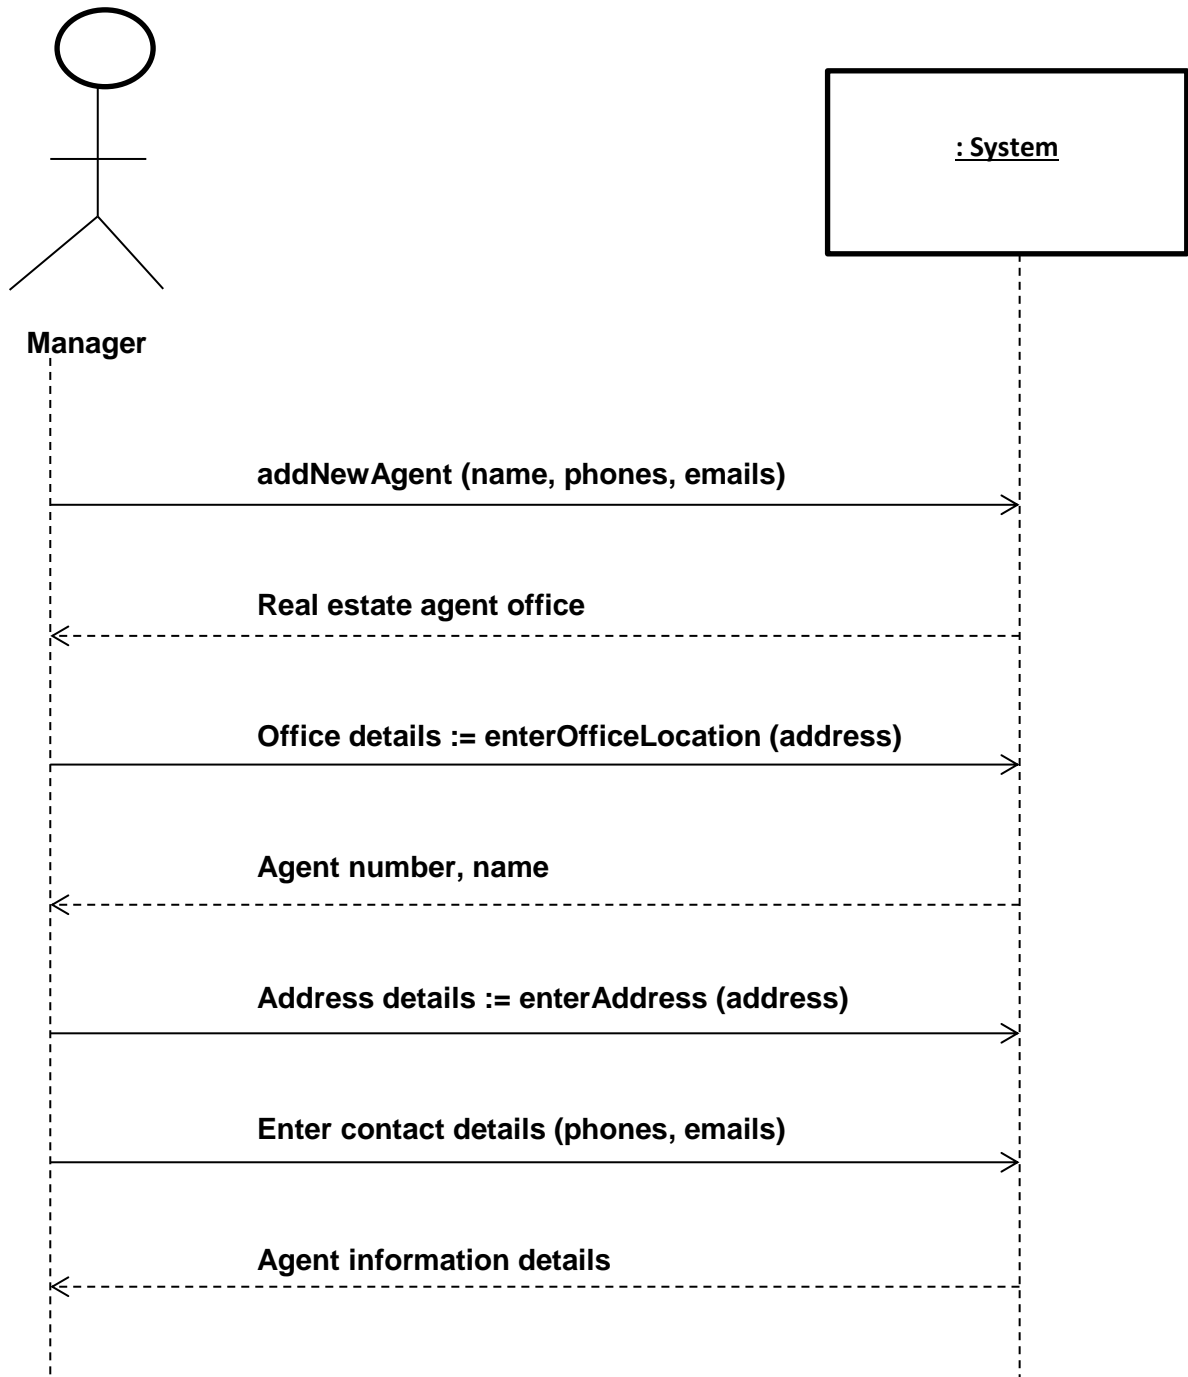 : System
Manager
addNewAgent (name, phones, emails)
Real estate agent office
Office details := enterOfficeLocation (address)
Agent number, name
Address details := enterAddress (address)
Enter contact details (phones, emails)
Agent information details